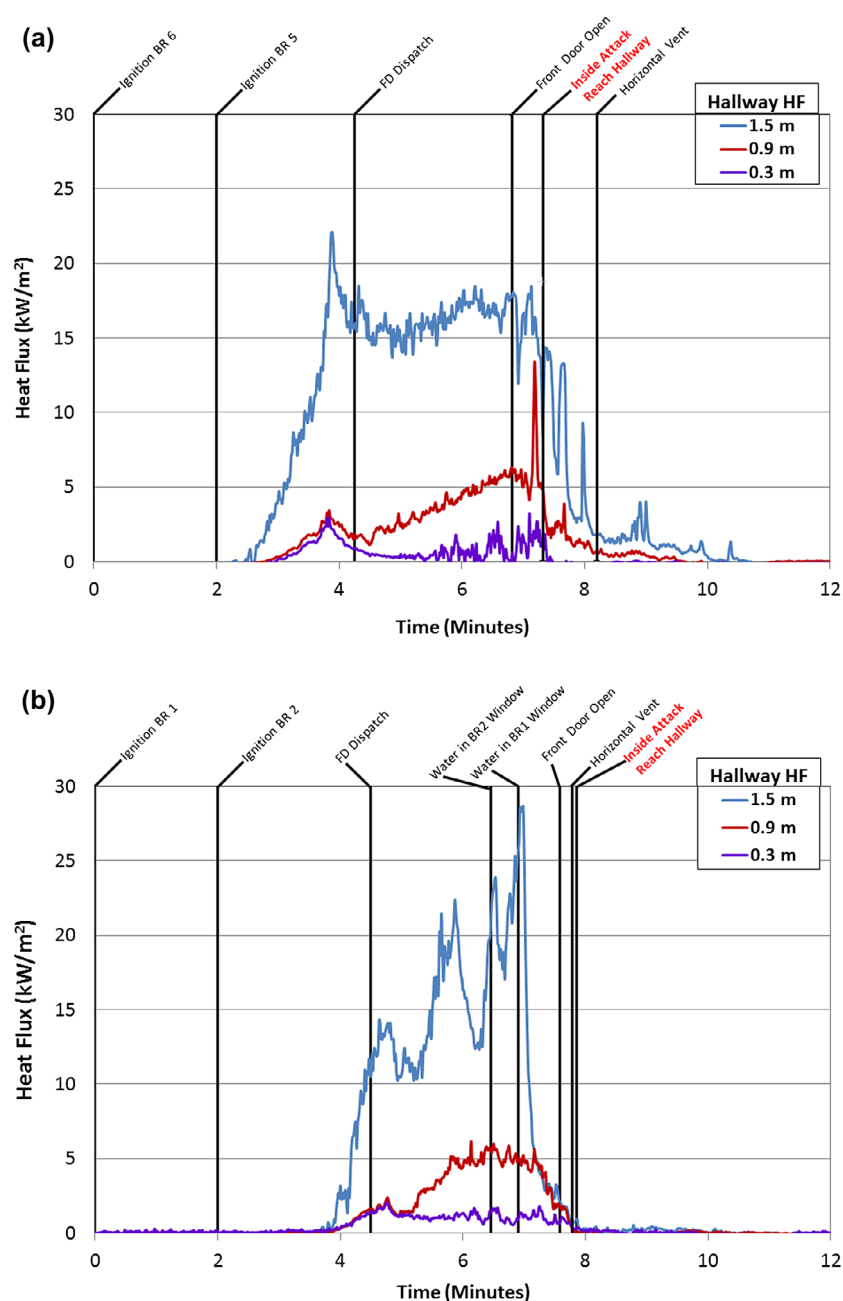 (a)
Ignition BR 6
Ignition BR 5
FD Dispatch
Front Door Open
Inside Attack
Reach Hallway
Horizontal Vent
Hallway HF
1.5 m
0.9 m
0.3 m
Heat Flux (kW/m²)
30
25
20
15
10
5
0
0 2 4 6 8 10 12
Time (Minutes)
(b)
Ignition BR 1
Ignition BR 2
FD Dispatch
Water in BR2 Window
Water in BR1 Window
Front Door Open
Horizontal Vent
Inside Attack
Reach Hallway
Hallway HF
1.5 m
0.9 m
0.3 m
Heat Flux (kW/m²)
30
25
20
15
10
5
0
0 2 4 6 8 10 12
Time (Minutes)